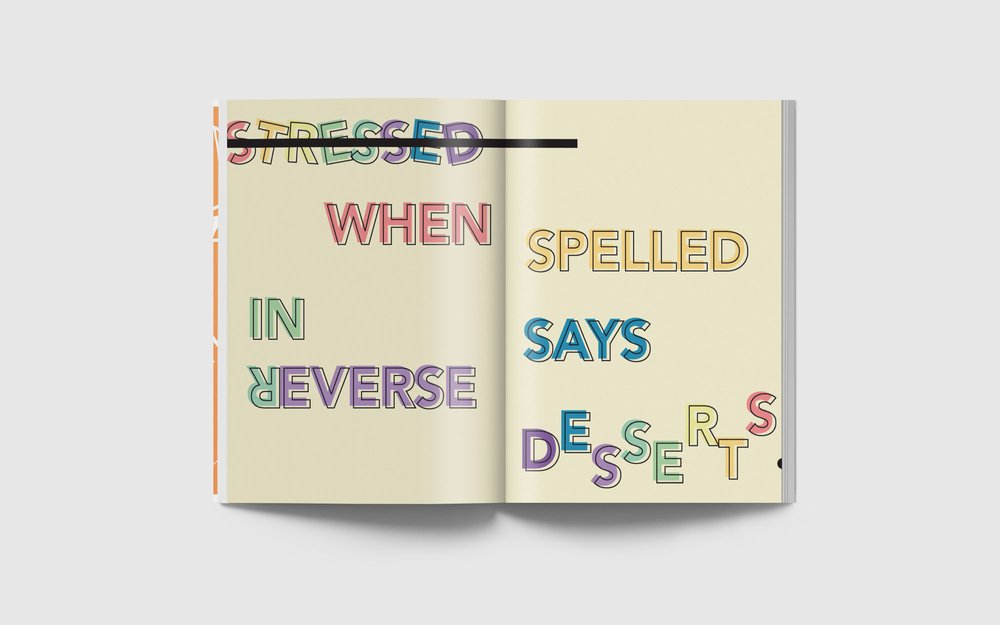 STRESSED
WHEN
SPELLED
IN
REVERSE
SAYS
DESSERTS